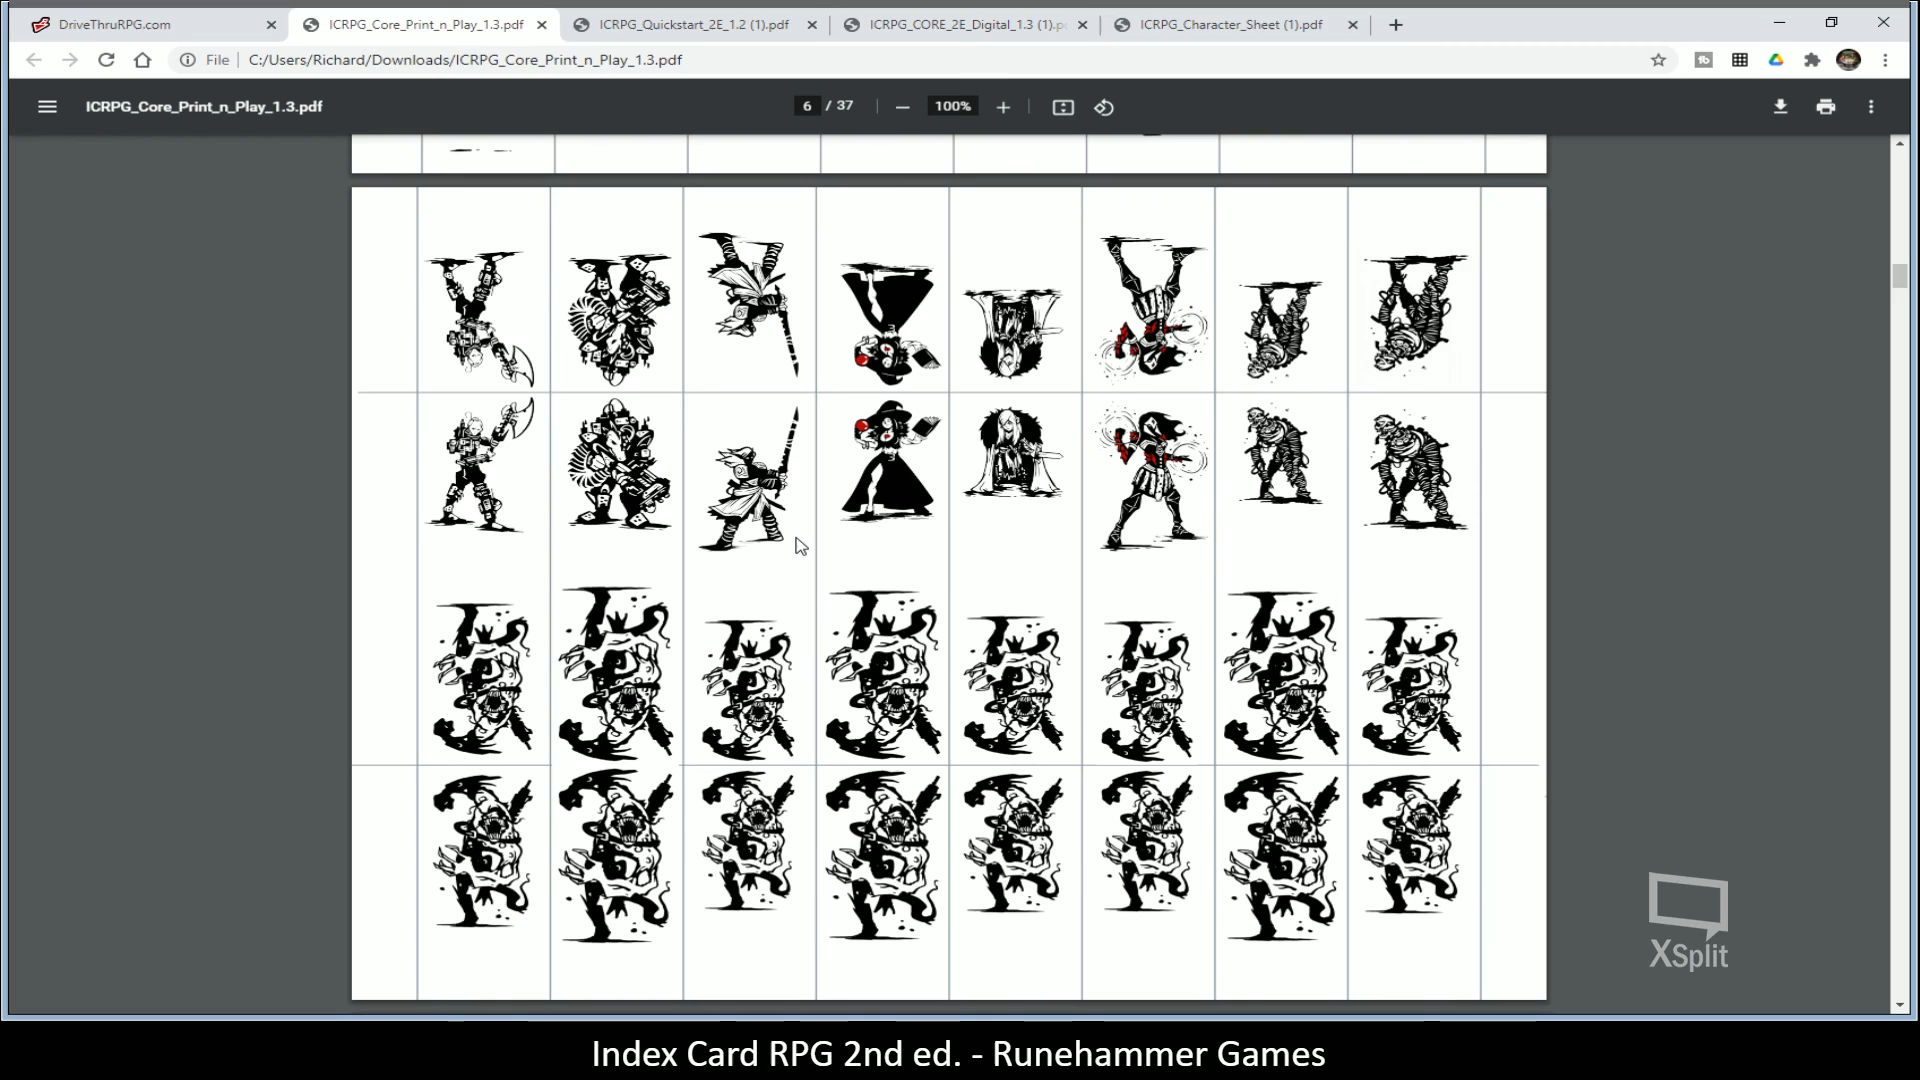 DriveThruRPG.com
ICRPG_Core_Print_n_Play_1.3.pdf
ICRPG_Quickstart_2E_1.2 (1).pdf
ICRPG_CORE_2E_Digital_1.3 (1).p
ICRPG_Character_Sheet (1).pdf
File
C:/Users/Richard/Downloads/ICRPG_Core_Print_n_Play_1.3.pdf
ICRPG_Core_Print_n_Play_1.3.pdf
6 / 37
100%
XSplit
Index Card RPG 2nd ed. - Runehammer Games